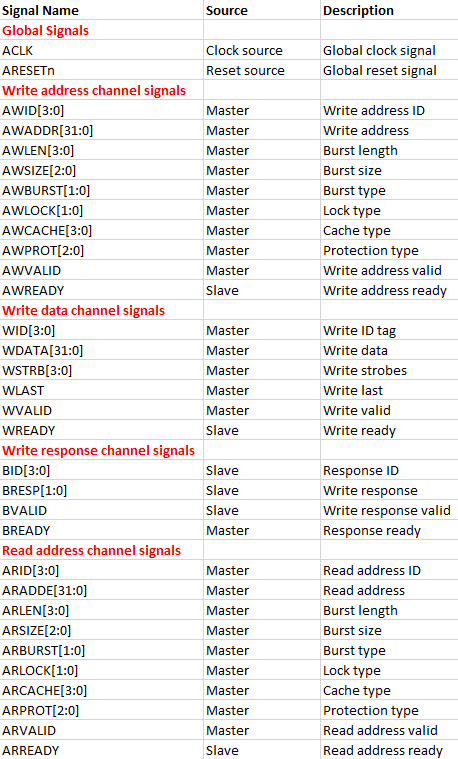 Signal Name Source Description
Global Signals
ACLK Clock source Global clock signal
ARESETn Reset source Global reset signal
Write address channel signals
AWID[3:0] Master Write address ID
AWADDR[31:0] Master Write address
AWLEN[3:0] Master Burst length
AWSIZE[2:0] Master Burst size
AWBURST[1:0] Master Burst type
AWLOCK[1:0] Master Lock type
AWCACHE[3:0] Master Cache type
AWPROT[2:0] Master Protection type
AWVALID Master Write address valid
AWREADY Slave Write address ready
Write data channel signals
WID[3:0] Master Write ID tag
WDATA[31:0] Master Write data
WSTRB[3:0] Master Write strobes
WLAST Master Write last
WVALID Master Write valid
WREADY Slave Write ready
Write response channel signals
BID[3:0] Slave Response ID
BRESP[1:0] Slave Write response
BVALID Slave Write response valid
BREADY Master Response ready
Read address channel signals
ARID[3:0] Master Read address ID
ARADDE[31:0] Master Read address
ARLEN[3:0] Master Burst length
ARSIZE[2:0] Master Burst size
ARBURST[1:0] Master Burst type
ARLOCK[1:0] Master Lock type
ARCACHE[3:0] Master Cache type
ARPROT[2:0] Master Protection type
ARVALID Master Read address valid
ARREADY Slave Read address ready